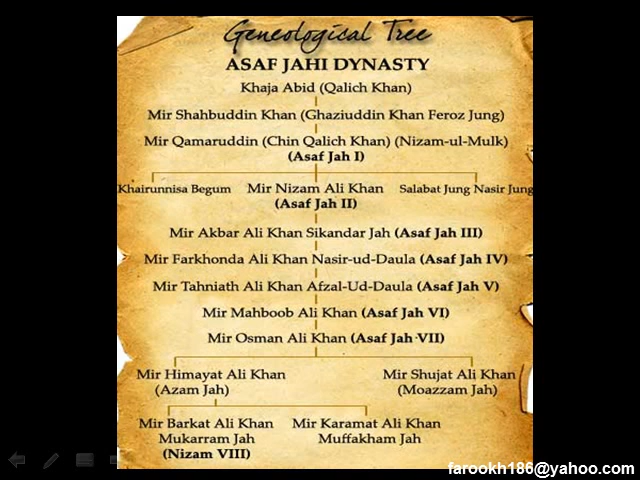 Geneological Tree
ASAF JAHI DYNASTY
Khaja Abid (Qalich Khan)
Mir Shahbuddin Khan (Ghaziuddin Khan Feroz Jung)
Mir Qamaruddin (Chin Qalich Khan) (Nizam-ul-Mulk)
(Asaf Jah I)
Khairunnisa Begum Mir Nizam Ali Khan Salabat Jung Nasir Jung
(Asaf Jah II)
Mir Akbar Ali Khan Sikandar Jah (Asaf Jah III)
Mir Farkhonda Ali Khan Nasir-ud-Daula (Asaf Jah IV)
Mir Tahniath Ali Khan Afzal-Ud-Daula (Asaf Jah V)
Mir Mahboob Ali Khan (Asaf Jah VI)
Mir Osman Ali Khan (Asaf Jah VII)
Mir Himayat Ali Khan Mir Shujat Ali Khan
(Azam Jah) (Moazzam Jah)
Mir Barkat Ali Khan Mir Karamat Ali Khan
Mukarram Jah Muffakham Jah
(Nizam VIII)
farookh186@yahoo.com